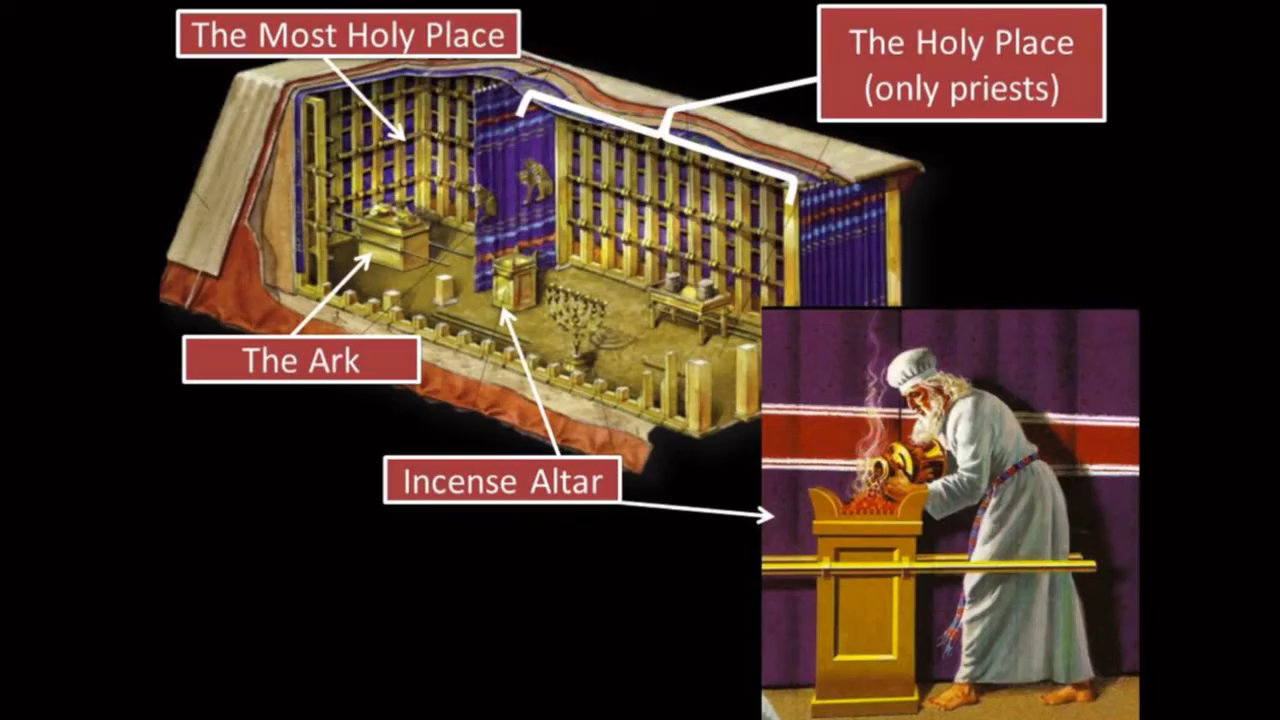 The Most Holy Place
The Holy Place
(only priests)
The Ark
Incense Altar